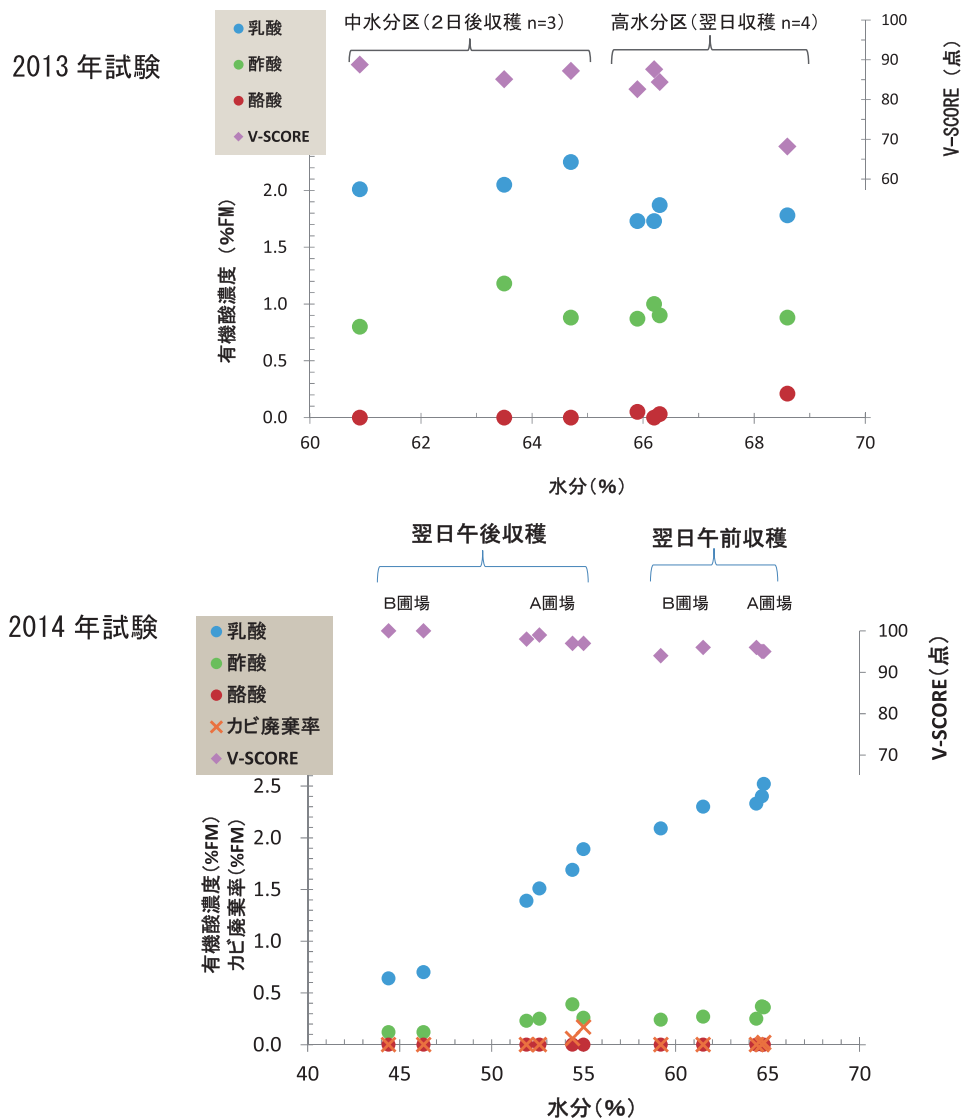 2013 年試験
乳酸
酢酸
酪酸
V-SCORE
中水分区(２日後収穫 n=3)
高水分区(翌日収穫 n=4)
100
90
80
70
60
V-SCORE (点)
2.0
1.5
1.0
0.5
0.0
有機酸濃度 (%FM)
60
62
64
66
68
70
水分(%)
2014 年試験
翌日午後収穫
翌日午前収穫
B圃場
A圃場
B圃場
A圃場
乳酸
酢酸
酪酸
カビ廃棄率
V-SCORE
100
90
80
70
V-SCORE(点)
2.5
2.0
1.5
1.0
0.5
0.0
有機酸濃度(%FM)
カビ廃棄率(%FM)
40
45
50
55
60
65
70
水分(%)